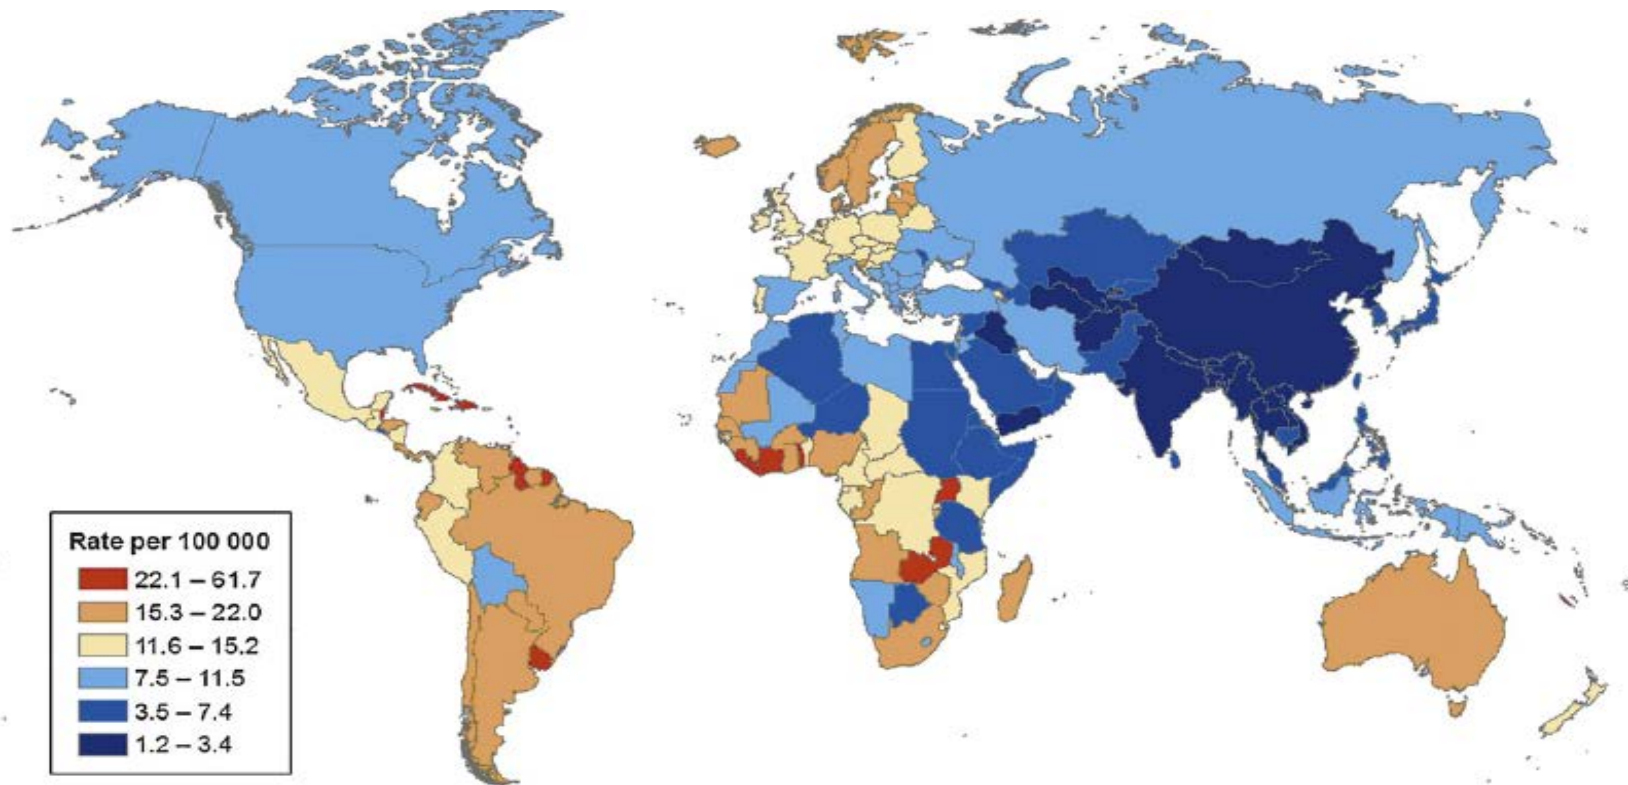 Rate per 100 000
22.1 – 61.7
15.3 – 22.0
11.6 – 15.2
7.5 – 11.5
3.5 – 7.4
1.2 – 3.4